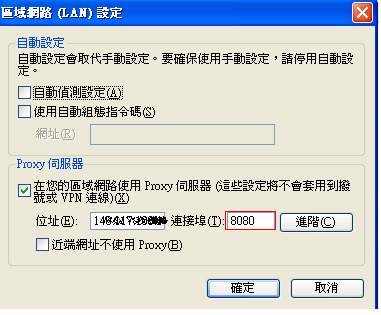 區域網路 (LAN) 設定
自動設定
自動設定會取代手動設定。要確保使用手動設定，請停用自動設
定。
自動偵測設定(A)
使用自動組態指令碼(S)
網址(R)
Proxy 伺服器
在您的區域網路使用 Proxy 伺服器 (這些設定將不會套用到撥
號或 VPN 連線)(X)
位址(E): 連接埠(T): 8080 進階(C)
近端網址不使用 Proxy(B)
確定 取消